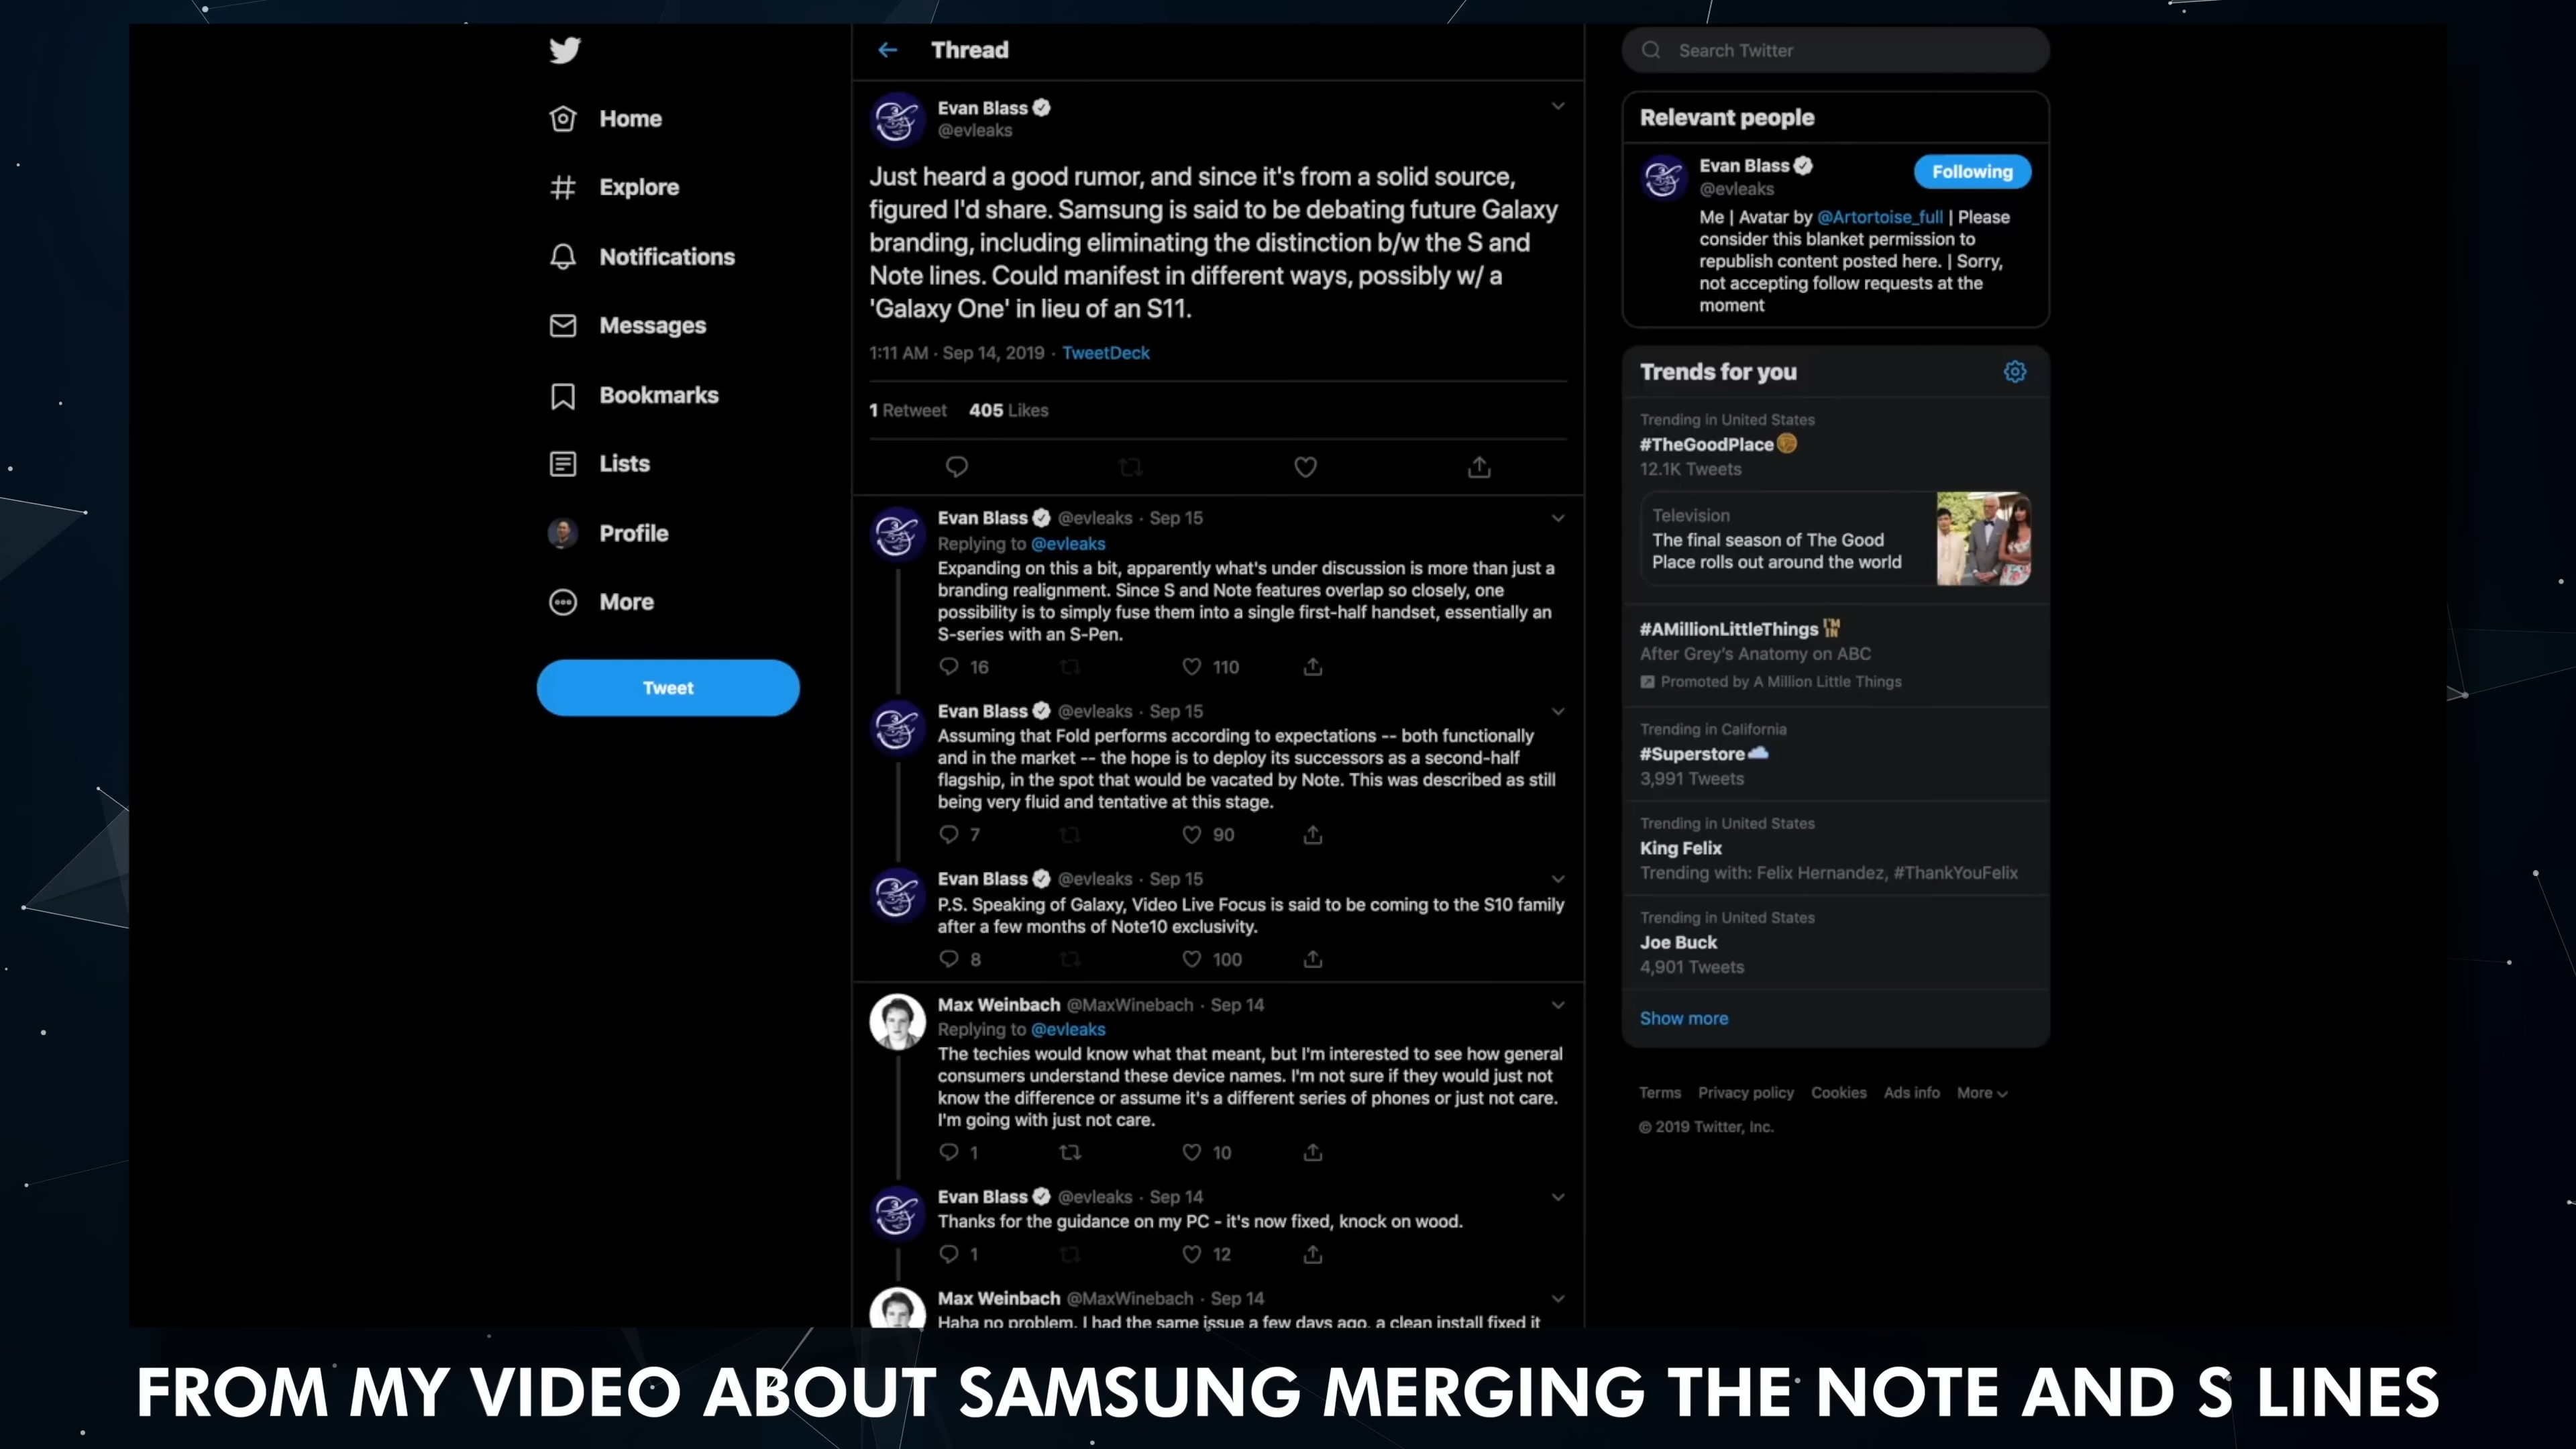 Home
Explore
Notifications
Messages
Bookmarks
Lists
Profile
More
Tweet
Thread
Evan Blass
@evleaks
Just heard a good rumor, and since it's from a solid source,
figured I'd share. Samsung is said to be debating future Galaxy
branding, including eliminating the distinction b/w the S and
Note lines. Could manifest in different ways, possibly w/ a
'Galaxy One' in lieu of an S11.
1:11 AM · Sep 14, 2019 · TweetDeck
1 Retweet 405 Likes
Evan Blass @evleaks · Sep 15
Replying to @evleaks
Expanding on this a bit, apparently what's under discussion is more than just a
branding realignment. Since S and Note features overlap so closely, one
possibility is to simply fuse them into a single first-half handset, essentially an
S-series with an S-Pen.
16 110
Evan Blass @evleaks · Sep 15
Assuming that Fold performs according to expectations -- both functionally
and in the market -- the hope is to deploy its successors as a second-half
flagship, in the spot that would be vacated by Note. This was described as still
being very fluid and tentative at this stage.
7 90
Evan Blass @evleaks · Sep 15
P.S. Speaking of Galaxy, Video Live Focus is said to be coming to the S10 family
after a few months of Note10 exclusivity.
8 100
Max Weinbach @MaxWinebach · Sep 14
Replying to @evleaks
The techies would know what that meant, but I'm interested to see how general
consumers understand these device names. I'm not sure if they would just not
know the difference or assume it's a different series of phones or just not care.
I'm going with just not care.
1 10
Evan Blass @evleaks · Sep 14
Thanks for the guidance on my PC - it's now fixed, knock on wood.
1 12
Max Weinbach @MaxWinebach · Sep 14
Haha no problem. I had the same issue a few days ago, a clean install fixed it
Search Twitter
Relevant people
Evan Blass
@evleaks
Following
Me | Avatar by @Artortoise_full | Please
consider this blanket permission to
republish content posted here. | Sorry,
not accepting follow requests at the
moment
Trends for you
Trending in United States
#TheGoodPlace
12.1K Tweets
Television
The final season of The Good
Place rolls out around the world
#AMillionLittleThings I'M IN
After Grey's Anatomy on ABC
Promoted by A Million Little Things
Trending in California
#Superstore
3,991 Tweets
Trending in United States
King Felix
Trending with: Felix Hernandez, #ThankYouFelix
Trending in United States
Joe Buck
4,901 Tweets
Show more
Terms Privacy policy Cookies Ads info More
© 2019 Twitter, Inc.
FROM MY VIDEO ABOUT SAMSUNG MERGING THE NOTE AND S LINES